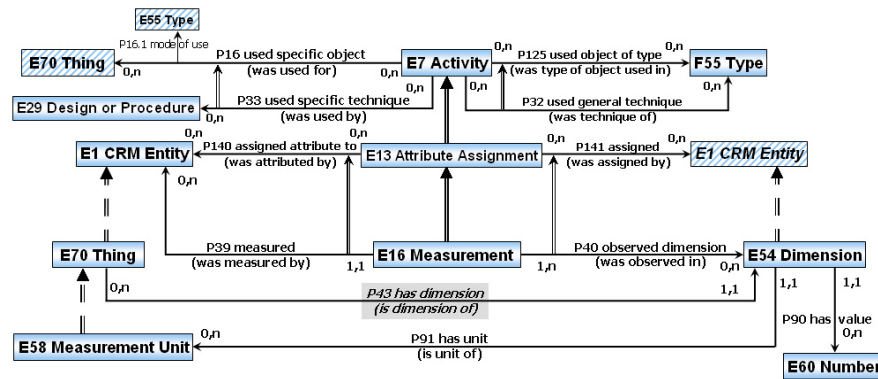 E55 Type
P16.1 mode of use
0,n
P16 used specific object
0,n
P125 used object of type
0,n
E70 Thing
0,n
(was used for)
0,n
E7 Activity
(was type of object used in)
F55 Type
0,n
0,n
0,n
P33 used specific technique
P32 used general technique
E29 Design or Procedure
0,n
(was used by)
(was technique of)
0,n
P140 assigned attribute to
0,n
0,n
P141 assigned
0,n
E1 CRM Entity
(was attributed by)
E13 Attribute Assignment
(was assigned by)
E1 CRM Entity
0,n
E70 Thing
P39 measured
(was measured by)
1,1
E16 Measurement
1,n
P40 observed dimension
(was observed in)
0,n
E54 Dimension
0,n
P43 has dimension
(is dimension of)
1,1
1,1
1,1
P90 has value
0,n
0,n
P91 has unit
E58 Measurement Unit
(is unit of)
E60 Number